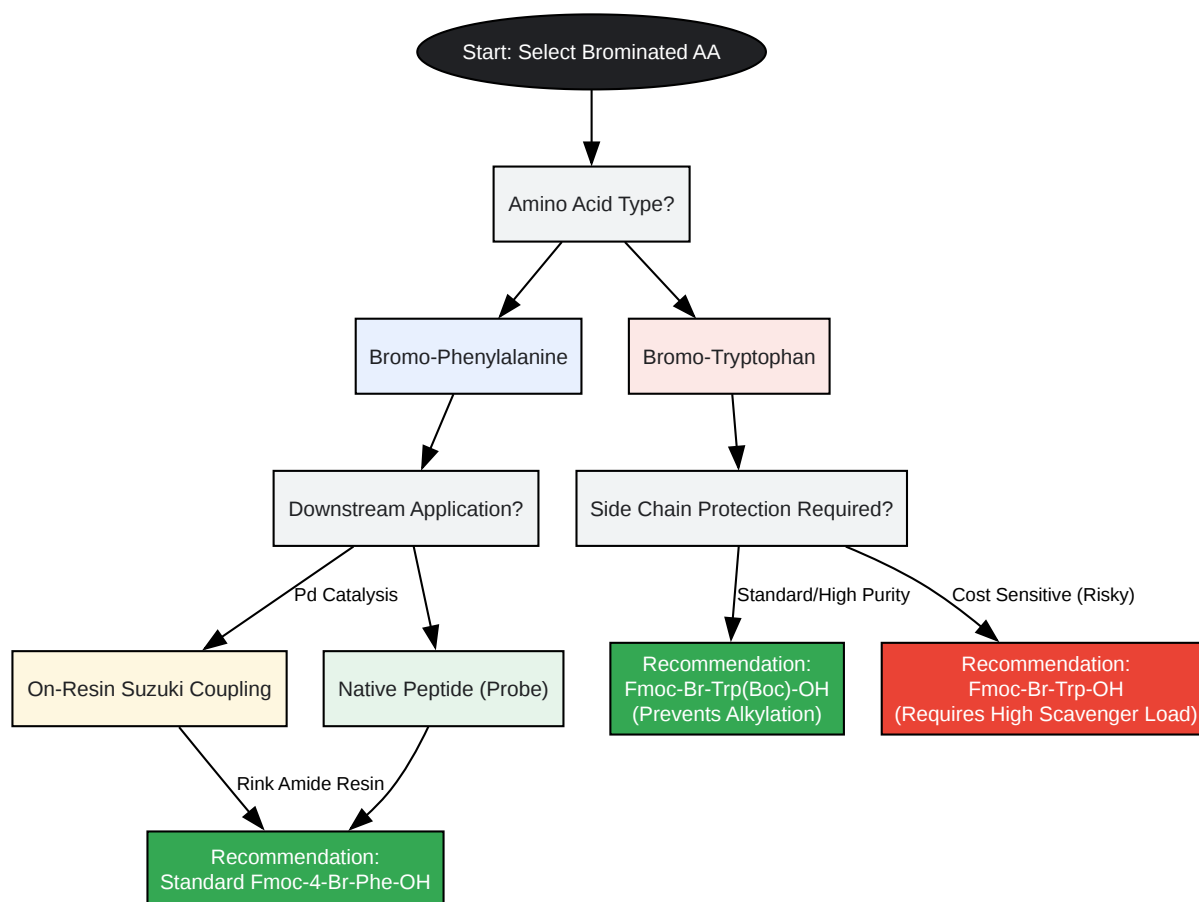 Start: Select Brominated AA
Amino Acid Type?
Bromo-Phenylalanine
Bromo-Tryptophan
Downstream Application?
Side Chain Protection Required?
Pd Catalysis
Standard/High Purity
Cost Sensitive (Risky)
On-Resin Suzuki Coupling
Native Peptide (Probe)
Recommendation:
Fmoc-Br-Trp(Boc)-OH
(Prevents Alkylation)
Recommendation:
Fmoc-Br-Trp-OH
(Requires High Scavenger Load)
Rink Amide Resin
Recommendation:
Standard Fmoc-4-Br-Phe-OH